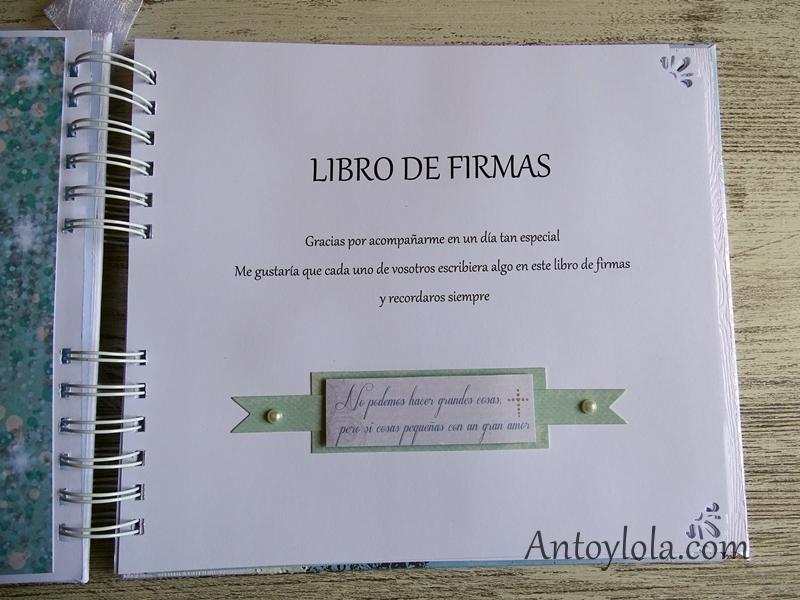 LIBRO DE FIRMAS
Gracias por acompañarme en un día tan especial
Me gustaría que cada uno de vosotros escribiera algo en este libro de firmas
y recordaros siempre
No podemos hacer grandes cosas,
pero si cosas pequeñas con un gran amor
Antoylola.com